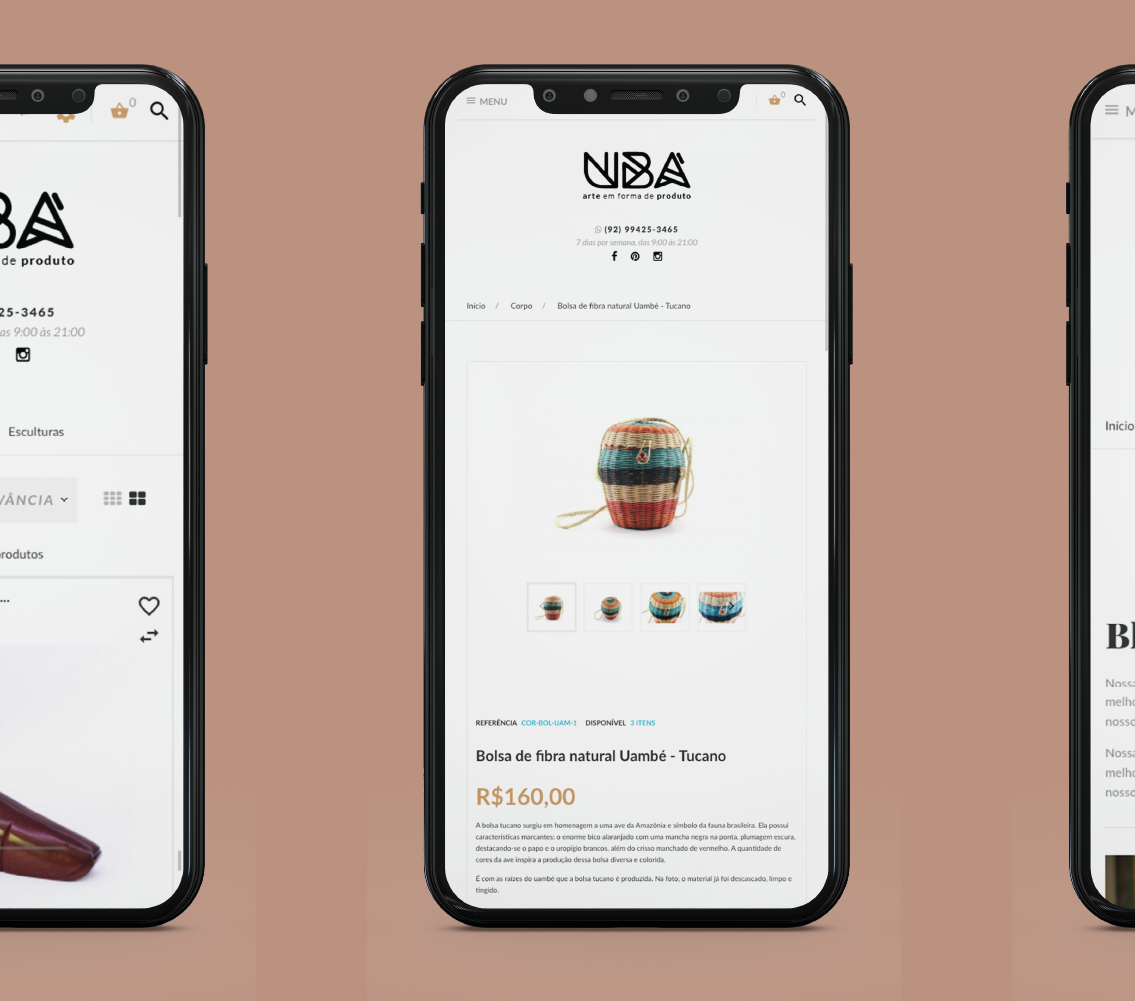 0
de produto
25-3465
as 9:00 às 21:00
Esculturas
VÂNCIA
produtos
...
MENU
0
UBÁ
arte em forma de produto
(92) 99425-3465
7 dias por semana, das 9:00 às 21:00
Início / Corpo / Bolsa de fibra natural Uambé - Tucano
REFERÊNCIA COR-BOL-UAM-1 DISPONÍVEL 3 ITENS
Bolsa de fibra natural Uambé - Tucano
R$160,00
A bolsa tucano surgiu em homenagem a uma ave da Amazônia e símbolo da fauna brasileira. Ela possui
características marcantes: o enorme bico alaranjado com uma mancha negra na ponta, plumagem escura,
destacando-se o papo e o uropígio brancos, além do crisso manchado de vermelho. A quantidade de
cores da ave inspira a produção dessa bolsa diversa e colorida.
É com as raízes do uambé que a bolsa tucano é produzida. Na foto, o material já foi descascado, limpo e
tingido.
M
Início
Bl
Nossa
melho
nosso
Nossa
melho
nosso